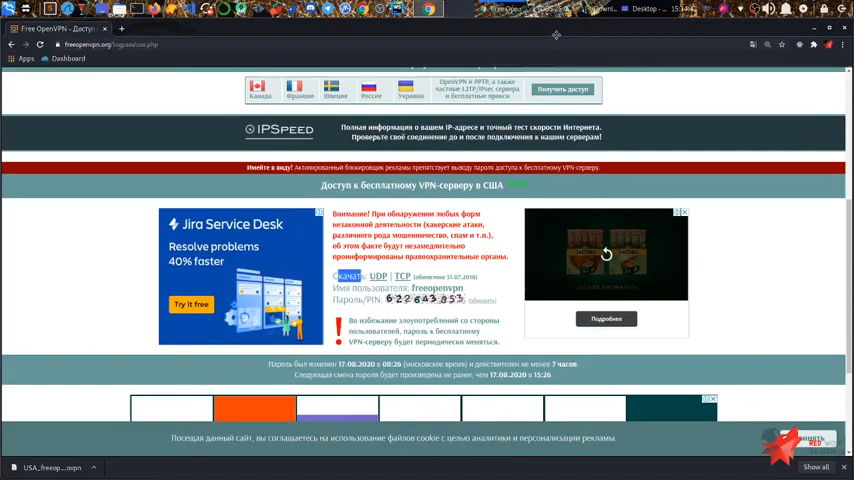 Free OpenVPN - Доступ
freeopenvpn.org/logpass/usa.php
Apps
Dashboard
Desktop -
Канада
Франция
Швеция
Россия
Украина
OpenVPN и PPTP, а также
частные L2TP/IPsec сервера
и бесплатные прокси
Получить доступ
IPSpeed
Полная информация о вашем IP-адресе и точный тест скорости Интернета.
Проверьте своё соединение до и после подключения к нашим серверам!
Имейте в виду! Активированный блокировщик рекламы препятствует выводу пароля доступа к бесплатному VPN-серверу.
Доступ к бесплатному VPN-серверу в США
Jira Service Desk
Resolve problems
40% faster
Try it free
Внимание! При обнаружении любых форм
незаконной деятельности (хакерские атаки,
различного рода мошенничество, спам и т.п.),
об этом факте будут незамедлительно
проинформированы правоохранительные органы.
Скачать: UDP | TCP (обновлено 31.07.2018)
Имя пользователя: freeopenvpn
Пароль/PIN: 622643853 (обновить)
Во избежание злоупотреблений со стороны
пользователей, пароль к бесплатному
VPN-серверу будет периодически меняться.
JACOBS
Подробнее
Пароль был изменен 17.08.2020 в 08:26 (московское время) и действителен не менее 7 часов.
Следующая смена пароля будет произведена не ранее, чем 17.08.2020 в 15:26.
Посещая данный сайт, вы соглашаетесь на использование файлов cookie с целью аналитики и персонализации рекламы.
RED
USA_freeop....ovpn
Show all